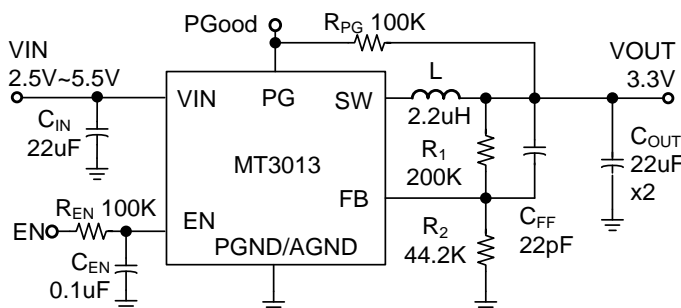 PGood
R_PG 100K
VIN
2.5V~5.5V
VOUT
3.3V
VIN
PG
SW
L
2.2uH
C_IN
22uF
MT3013
R_1
200K
C_OUT
22uF
x2
FB
R_EN 100K
EN
EN
R_2
44.2K
C_FF
22pF
PGND/AGND
C_EN
0.1uF